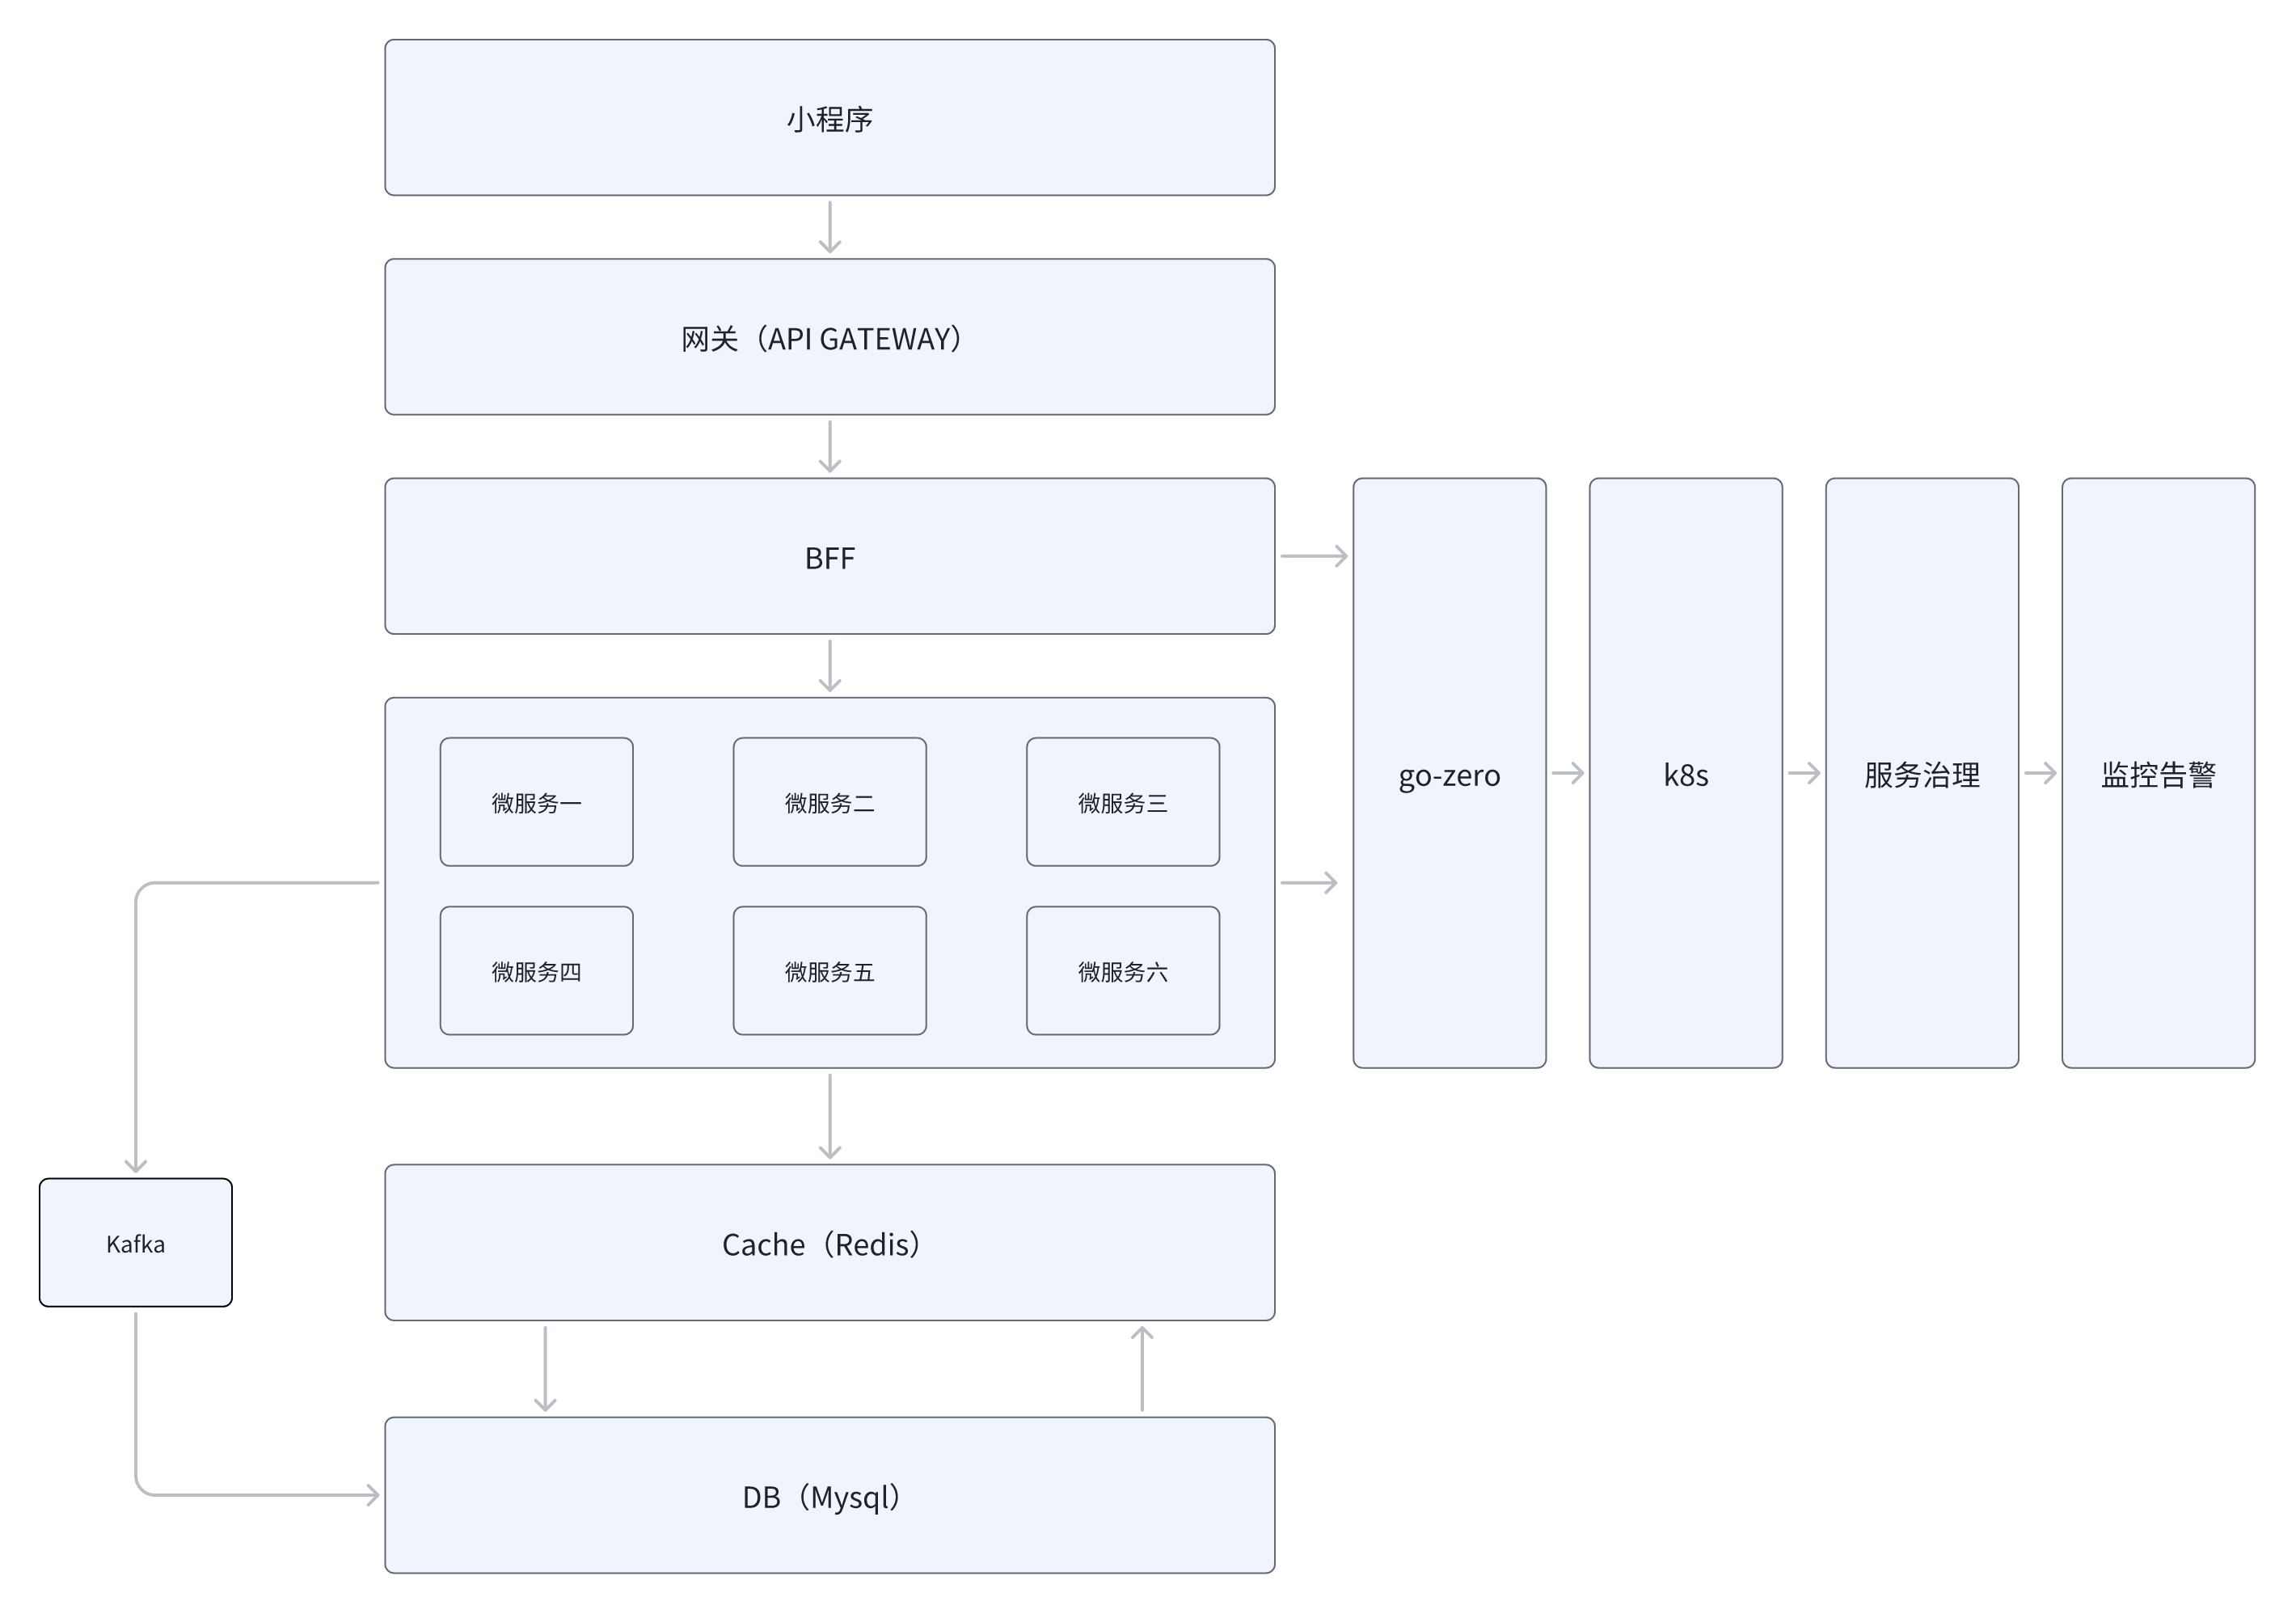 小程序
网关（API GATEWAY）
BFF
go-zero
k8s
服务治理
监控告警
微服务一
微服务二
微服务三
微服务四
微服务五
微服务六
Kafka
Cache（Redis）
DB（Mysql）